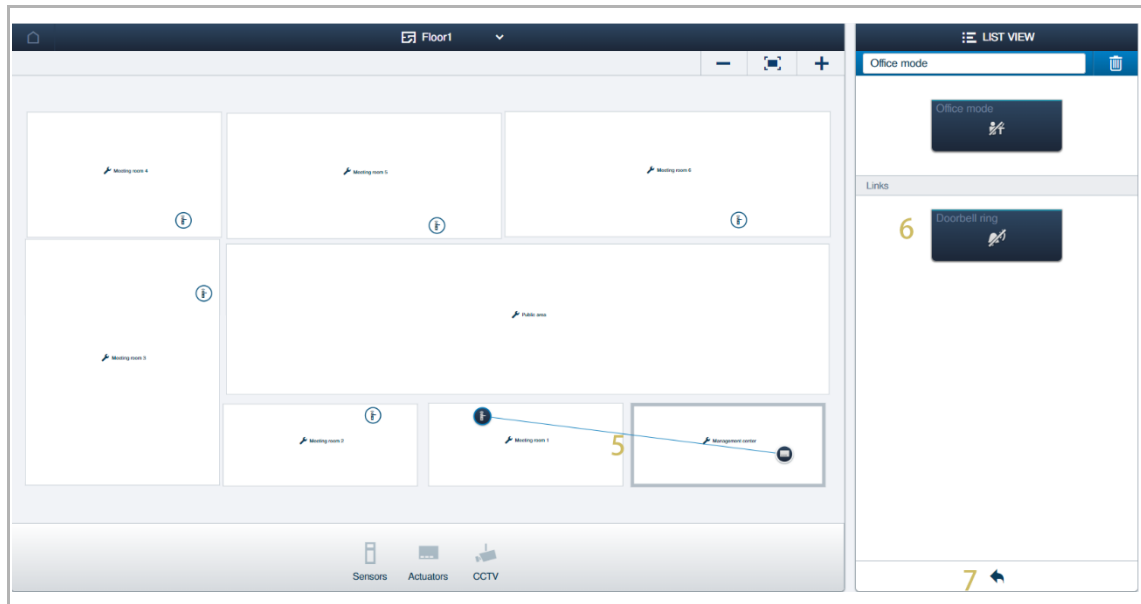 Floor1
LIST VIEW
Office mode
Office mode
Meeting room 4
Meeting room 5
Meeting room 6
Links
6
Doorbell ring
Public area
Meeting room 3
Meeting room 2
Meeting room 1
5
Management center
Sensors
Actuators
CCTV
7